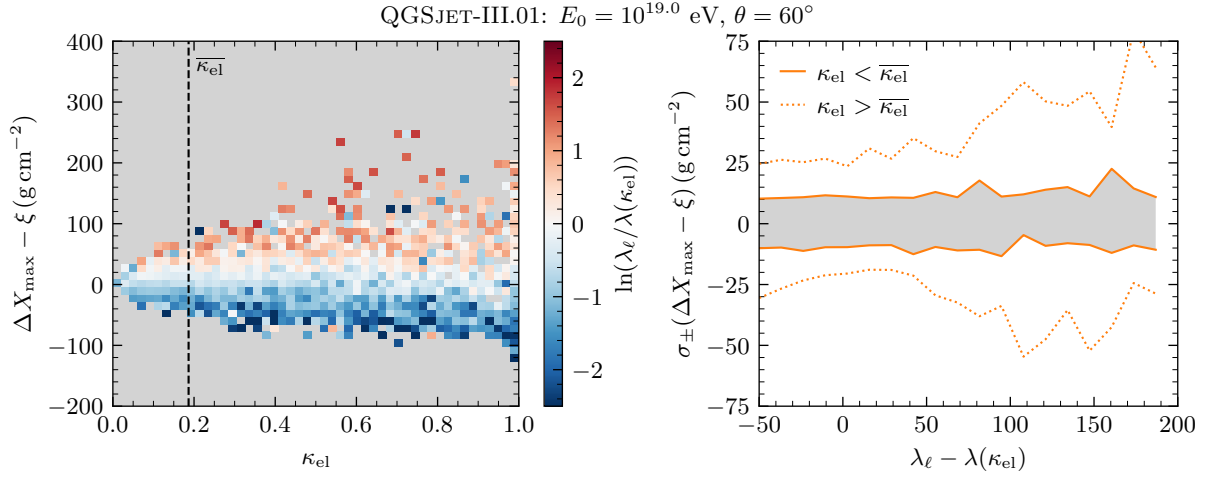 QGSJET-III.01: E₀ = 10¹⁹·⁰ eV, θ = 60°
400
300
200
100
0
−100
−200
ΔX_max − ξ (g cm⁻²)
0.0 0.2 0.4 0.6 0.8 1.0
κ_el
\overline{κ_el}
2
1
0
−1
−2
ln(λ_ℓ/λ(κ_el))
75
50
25
0
−25
−50
−75
σ_±(ΔX_max − ξ) (g cm⁻²)
κ_el < \overline{κ_el}
κ_el > \overline{κ_el}
−50 0 50 100 150 200
λ_ℓ − λ(κ_el)